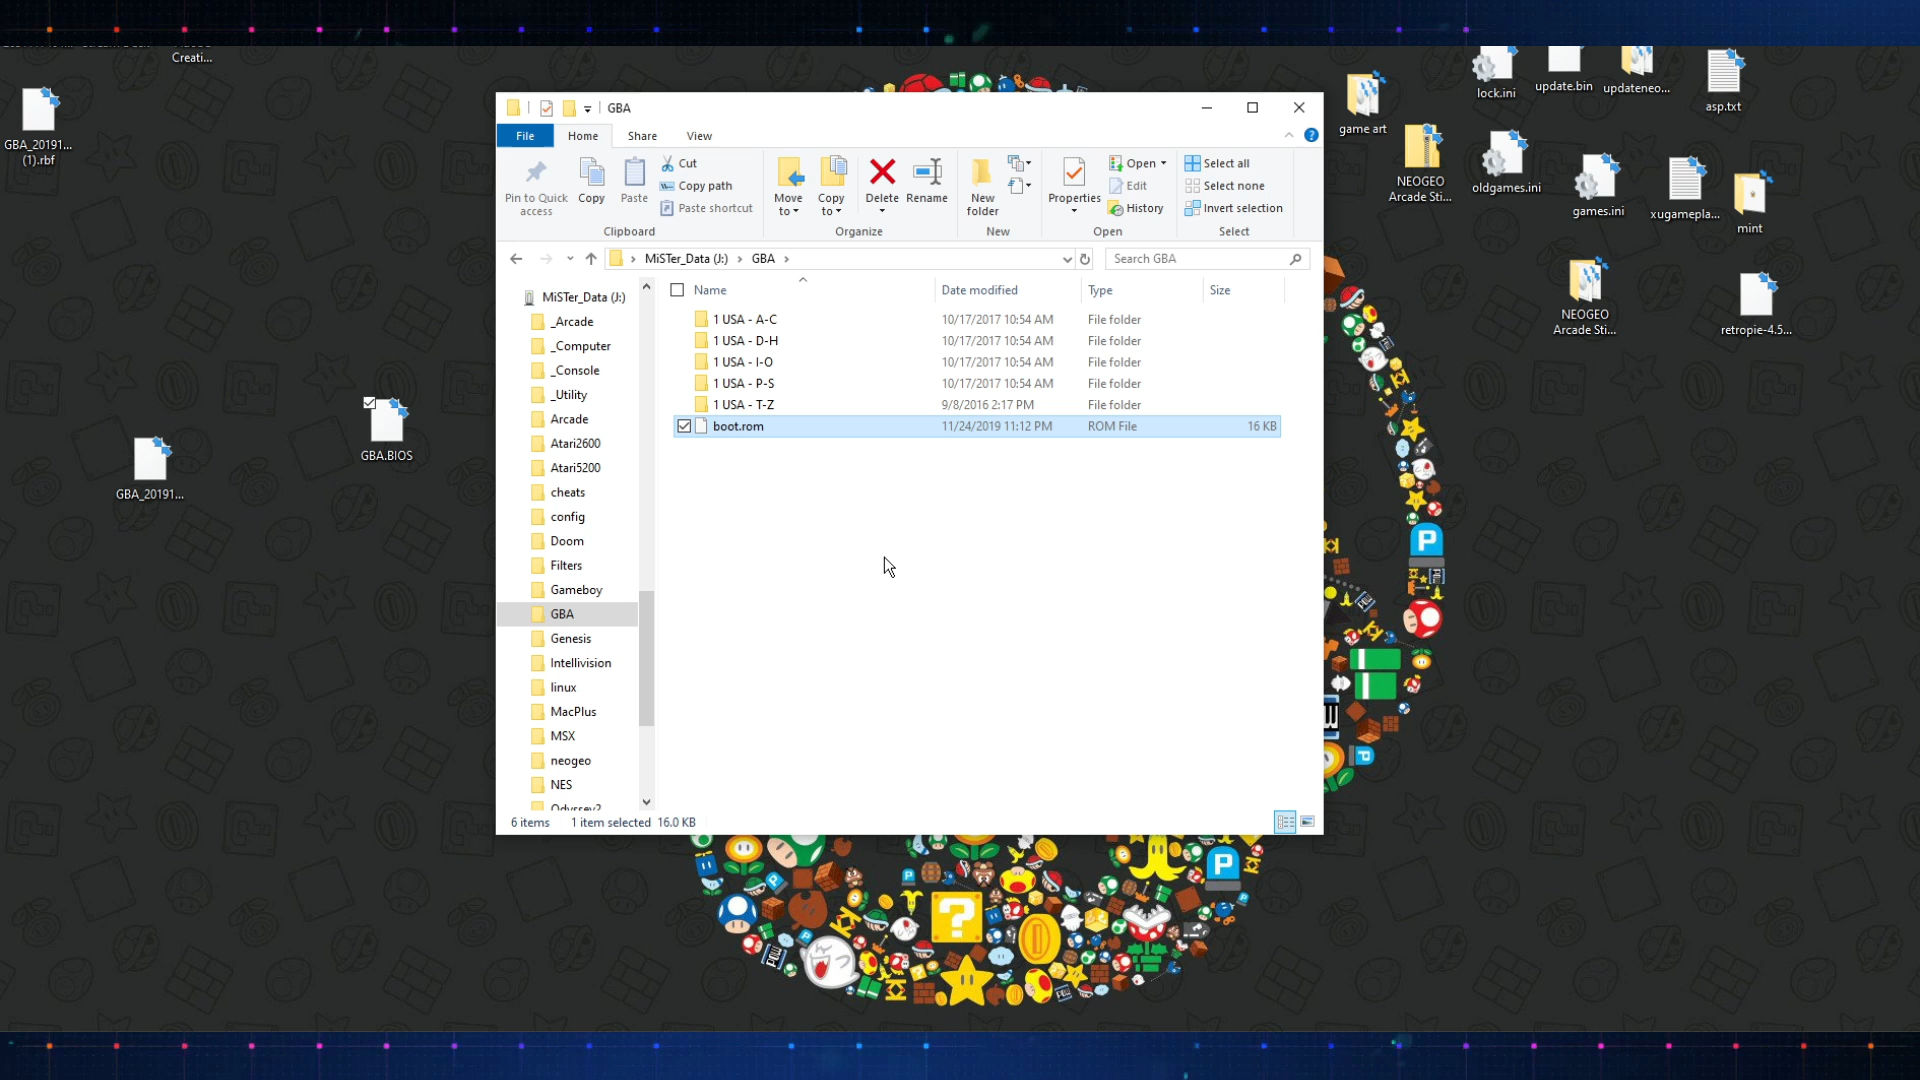 Creati...
GBA_20191...
(1).rbf
GBA_20191...
GBA.BIOS
GBA
File
Home
Share
View
Pin to Quick
access
Copy
Paste
Cut
Copy path
Paste shortcut
Clipboard
Move
to
Copy
to
Delete
Rename
Organize
New
folder
New
Properties
Open
Edit
History
Open
Select all
Select none
Invert selection
Select
MiSTer_Data (J:) > GBA >
Search GBA
MiSTer_Data (J:)
_Arcade
_Computer
_Console
_Utility
Arcade
Atari2600
Atari5200
cheats
config
Doom
Filters
Gameboy
GBA
Genesis
Intellivision
linux
MacPlus
MSX
neogeo
NES
Odyssey2
Name Date modified Type Size
1 USA - A-C 10/17/2017 10:54 AM File folder
1 USA - D-H 10/17/2017 10:54 AM File folder
1 USA - I-O 10/17/2017 10:54 AM File folder
1 USA - P-S 10/17/2017 10:54 AM File folder
1 USA - T-Z 9/8/2016 2:17 PM File folder
boot.rom 11/24/2019 11:12 PM ROM File 16 KB
6 items 1 item selected 16.0 KB
game art
lock.ini
update.bin
updateneo...
asp.txt
NEOGEO
Arcade Sti...
oldgames.ini
games.ini
xugamepla...
mint
NEOGEO
Arcade Sti...
retropie-4.5...
P
P
P
P
P
?
POW